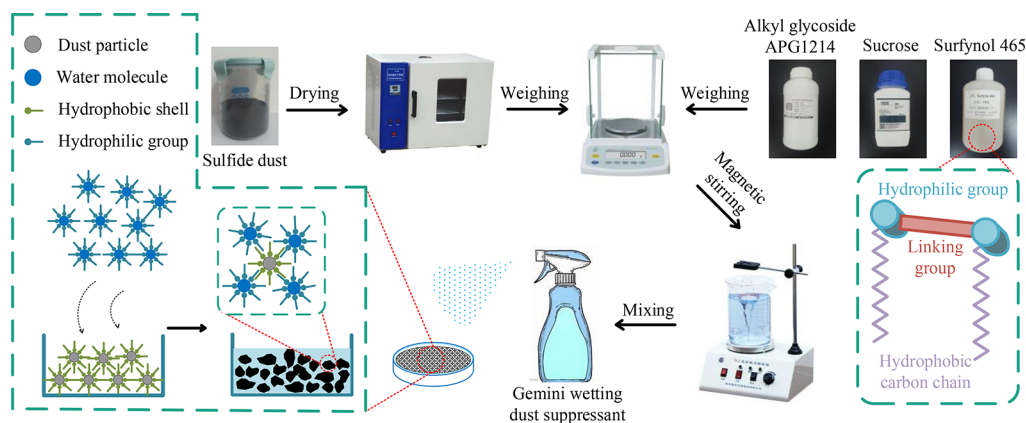 Dust particle
Water molecule
Hydrophobic shell
Hydrophilic group
Sulfide dust
Drying
Weighing
Weighing
Alkyl glycoside
APG1214
Sucrose
Surfynol 465
Magnetic
stirring
Mixing
Gemini wetting
dust suppressant
Hydrophilic group
Linking
group
Hydrophobic
carbon chain